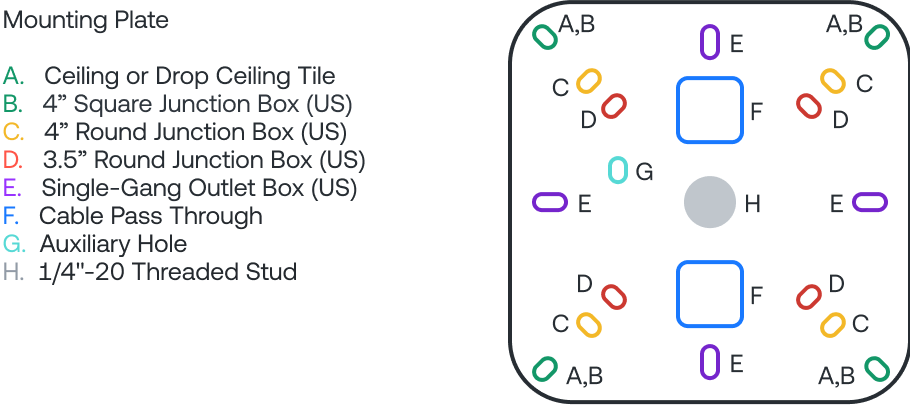 Mounting Plate
A. Ceiling or Drop Ceiling Tile
B. 4” Square Junction Box (US)
C. 4” Round Junction Box (US)
D. 3.5” Round Junction Box (US)
E. Single-Gang Outlet Box (US)
F. Cable Pass Through
G. Auxiliary Hole
H. 1/4"-20 Threaded Stud
A,B
A,B
E
C
C
D
F
D
G
E
H
E
D
F
D
C
C
E
A,B
A,B